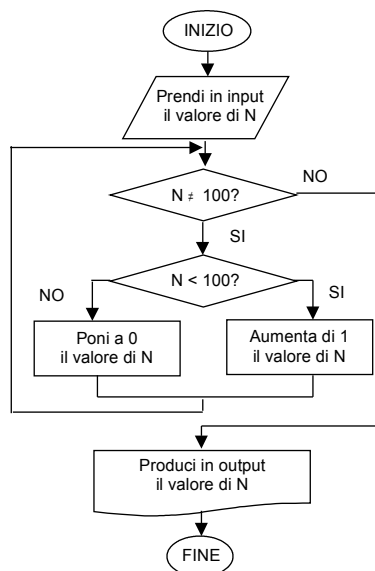 INIZIO
Prendi in input
il valore di N
N ≠ 100?
NO
SI
N < 100?
NO
SI
Poni a 0
il valore di N
Aumenta di 1
il valore di N
Produci in output
il valore di N
FINE